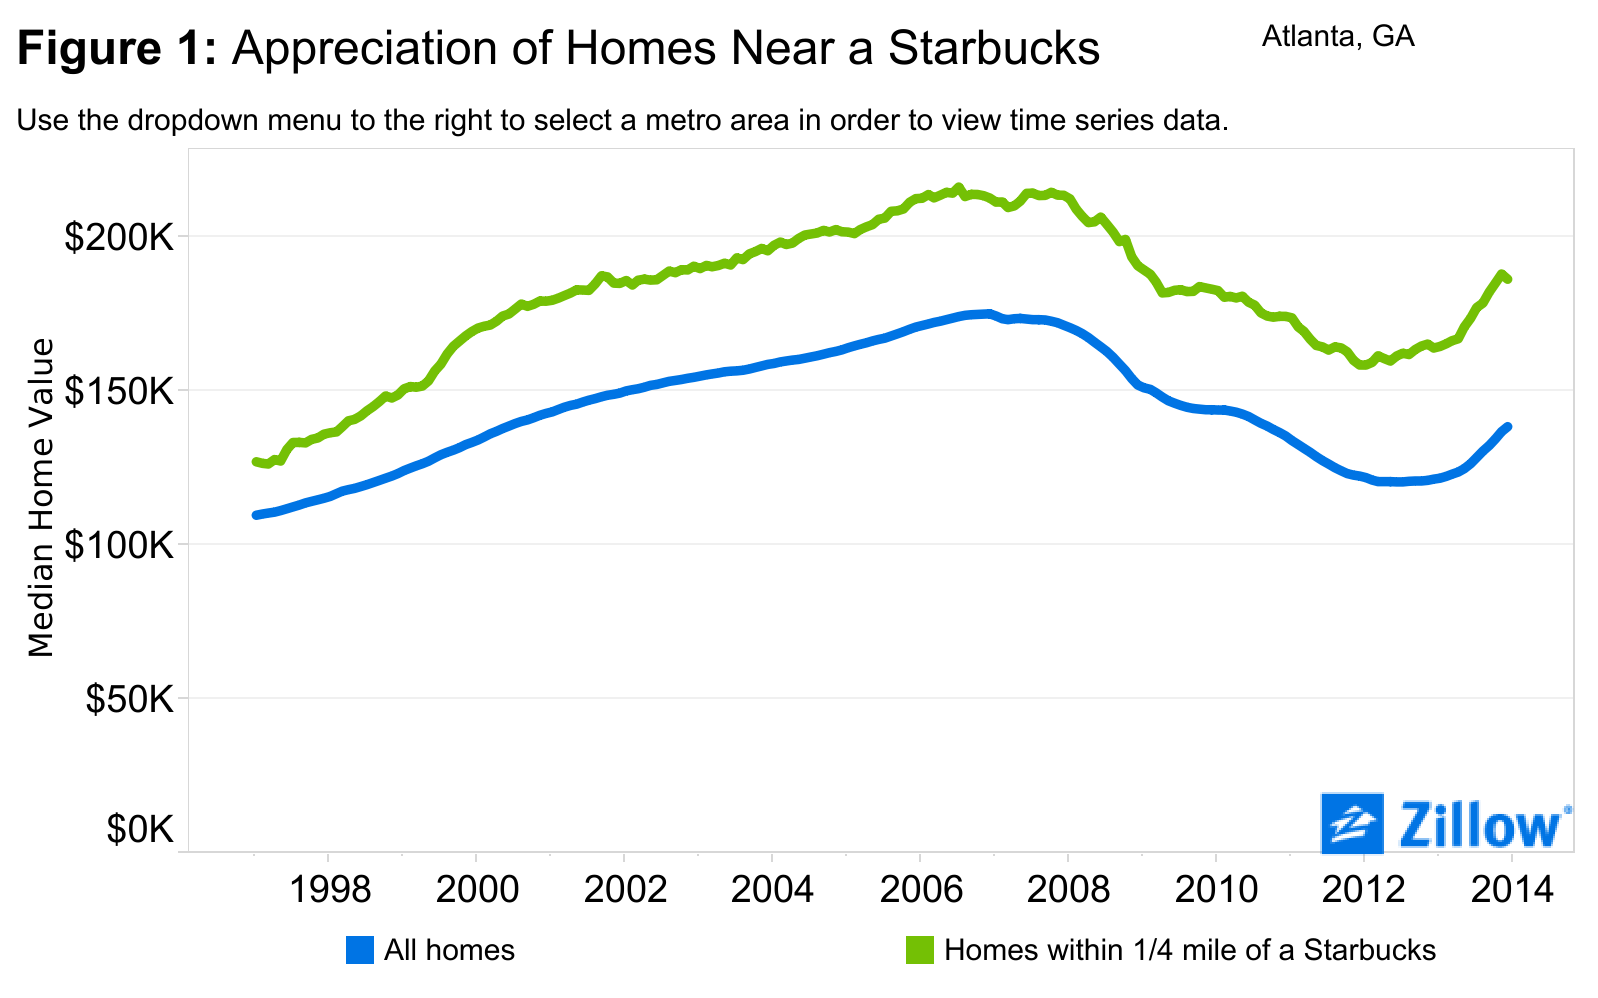 Figure 1: Appreciation of Homes Near a Starbucks
Atlanta, GA
Use the dropdown menu to the right to select a metro area in order to view time series data.
Median Home Value
$200K
$150K
$100K
$50K
$0K
Zillow®
1998 2000 2002 2004 2006 2008 2010 2012 2014
All homes
Homes within 1/4 mile of a Starbucks